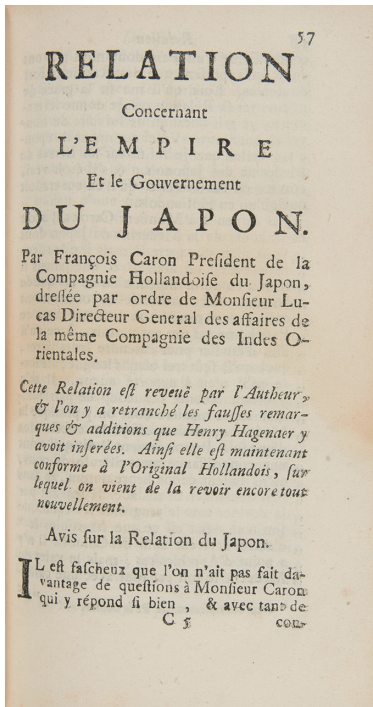 57
RELATION
Concernant
L'EMPIRE
Et le Gouvernement
DU JAPON.
Par François Caron Preſident de la
Compagnie Hollandoiſe du Japon,
dreſſée par ordre de Monſieur Lu-
cas Directeur General des affaires de
la même Compagnie des Indes O-
rientales.
Cette Relation eſt reveuë par l'Autheur,
& l'on y a retranché les fauſſes remar-
ques & additions que Henry Hagenaer y
avoit inſerées. Ainſi elle eſt maintenant
conforme à l'Original Hollandois, ſur
lequel on vient de la revoir encore tout
nouvellement.
Avis ſur la Relation du Japon.
IL eſt faſcheux que l'on n'ait pas fait da-
vantage de queſtions à Monſieur Caron
qui y répond ſi bien, & avec tant de
C 5 con-